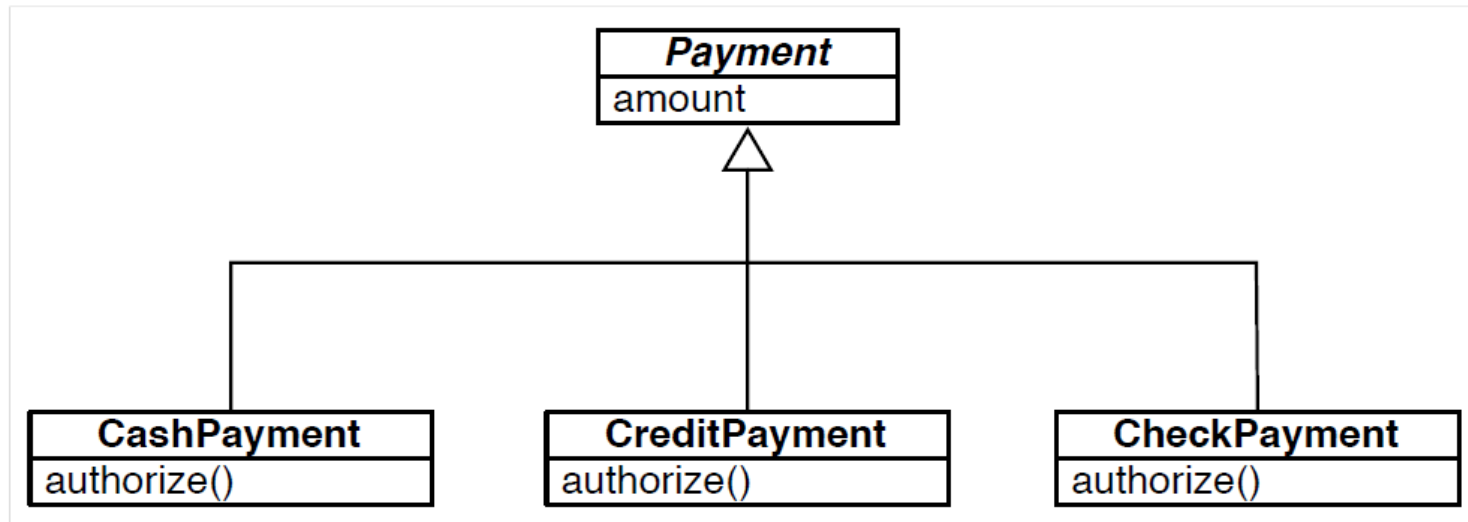 Payment
amount
CashPayment
authorize()
CreditPayment
authorize()
CheckPayment
authorize()